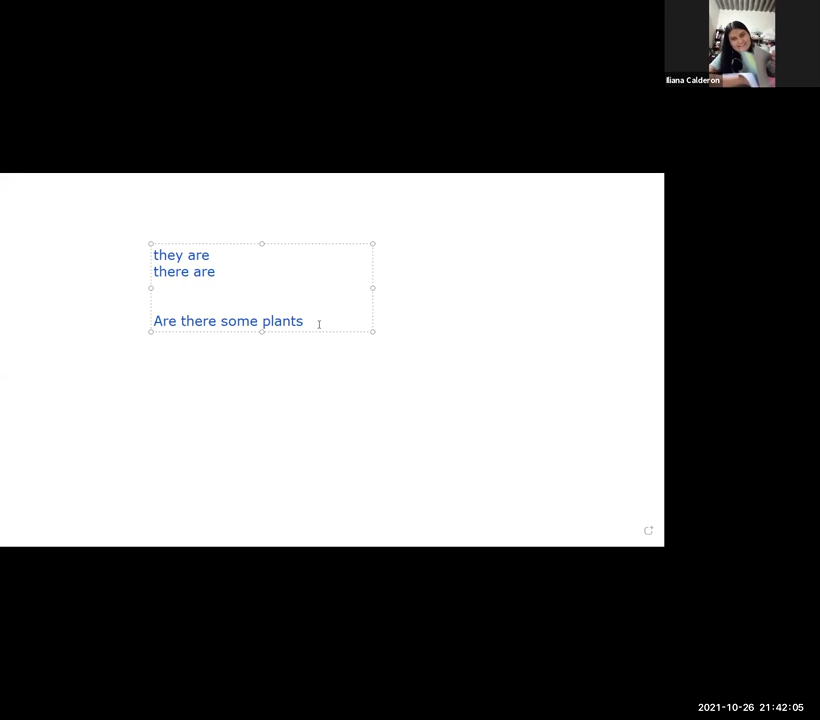 Iliana Calderon
they are
there are
Are there some plants
2021-10-26 21:42:05